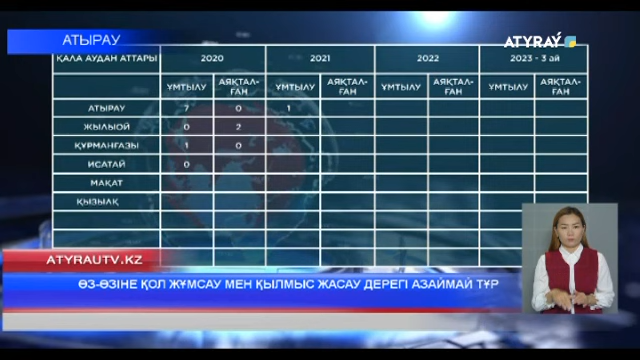 АТЫРАУ
ATYRAÝ
ҚАЛА АУДАН АТТАРЫ 2020 2021 2022 2023 - 3 ай
ҰМТЫЛУ АЯҚТАЛ-ҒАН ҰМТЫЛУ АЯҚТАЛ-ҒАН ҰМТЫЛУ АЯҚТАЛ-ҒАН ҰМТЫЛУ АЯҚТАЛ-ҒАН
АТЫРАУ 7 0 1
ЖЫЛЫОЙ 0 2
ҚҰРМАНҒАЗЫ 1 0
ИСАТАЙ 0
МАҚАТ
ҚЫЗЫЛҚ
ATYRAUTV.KZ
ӨЗ-ӨЗІНЕ ҚОЛ ЖҰМСАУ МЕН ҚЫЛМЫС ЖАСАУ ДЕРЕГІ АЗАЙМАЙ ТҰР